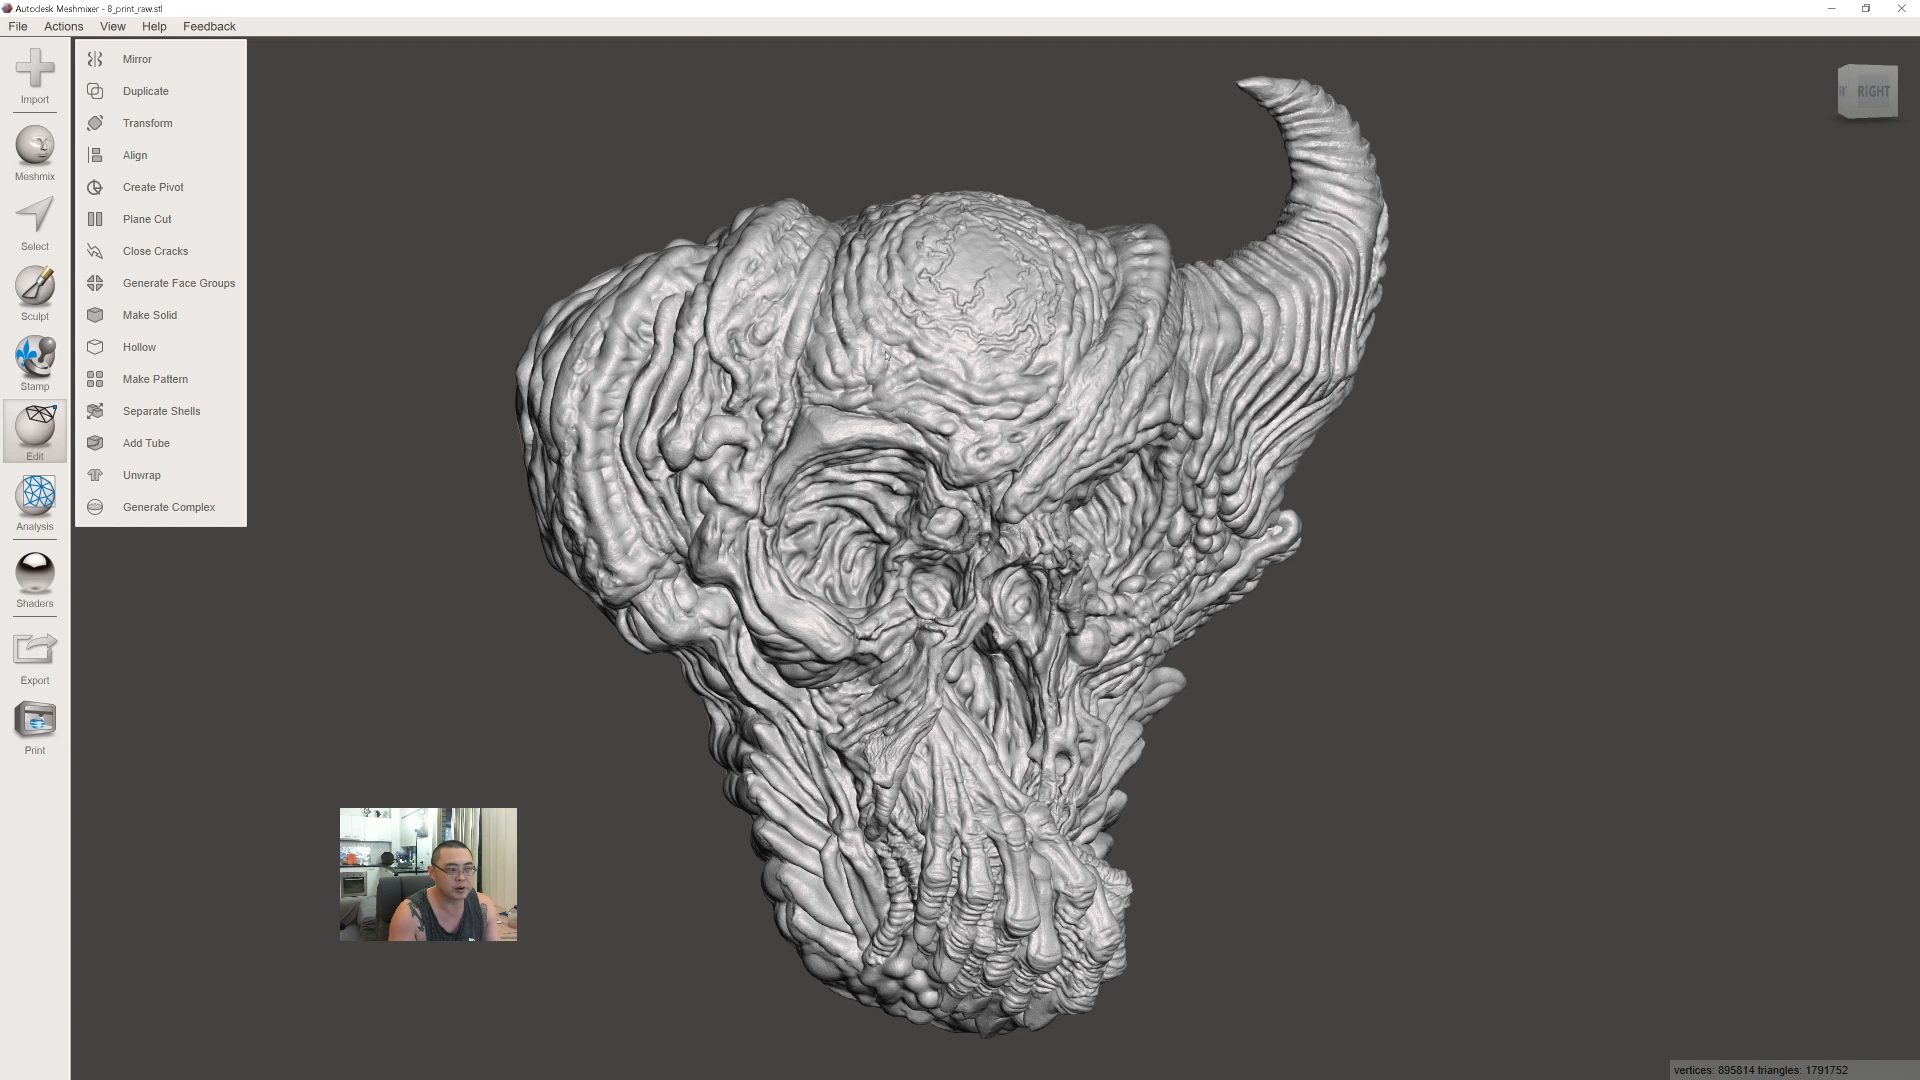 Autodesk Meshmixer - 8_print_raw.stl
File Actions View Help Feedback
Import
Meshmix
Select
Sculpt
Stamp
Edit
Analysis
Shaders
Export
Print
Mirror
Duplicate
Transform
Align
Create Pivot
Plane Cut
Close Cracks
Generate Face Groups
Make Solid
Hollow
Make Pattern
Separate Shells
Add Tube
Unwrap
Generate Complex
RIGHT
vertices: 895814 triangles: 1791752